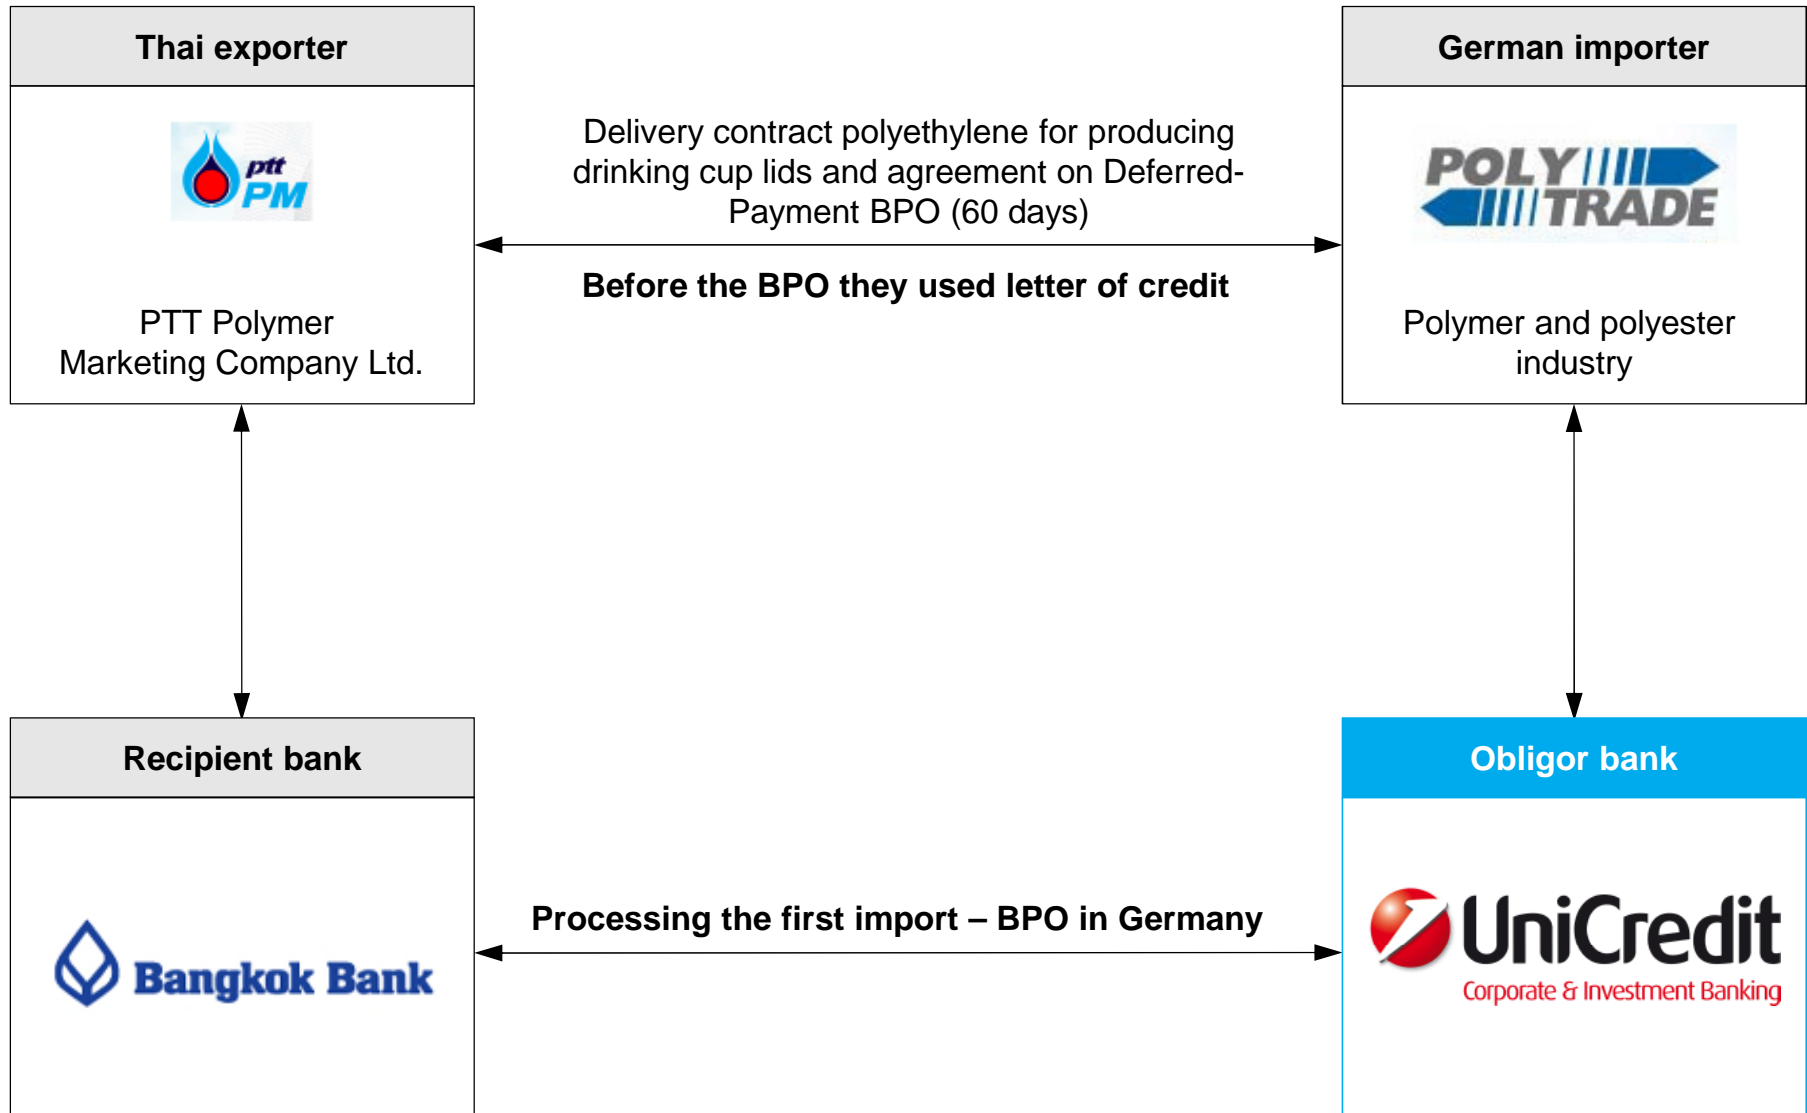 Thai exporter
German importer
ptt
PM
PTT Polymer
Marketing Company Ltd.
Delivery contract polyethylene for producing
drinking cup lids and agreement on Deferred-
Payment BPO (60 days)
Before the BPO they used letter of credit
POLY
TRADE
Polymer and polyester
industry
Recipient bank
Obligor bank
Bangkok Bank
Processing the first import – BPO in Germany
UniCredit
Corporate & Investment Banking